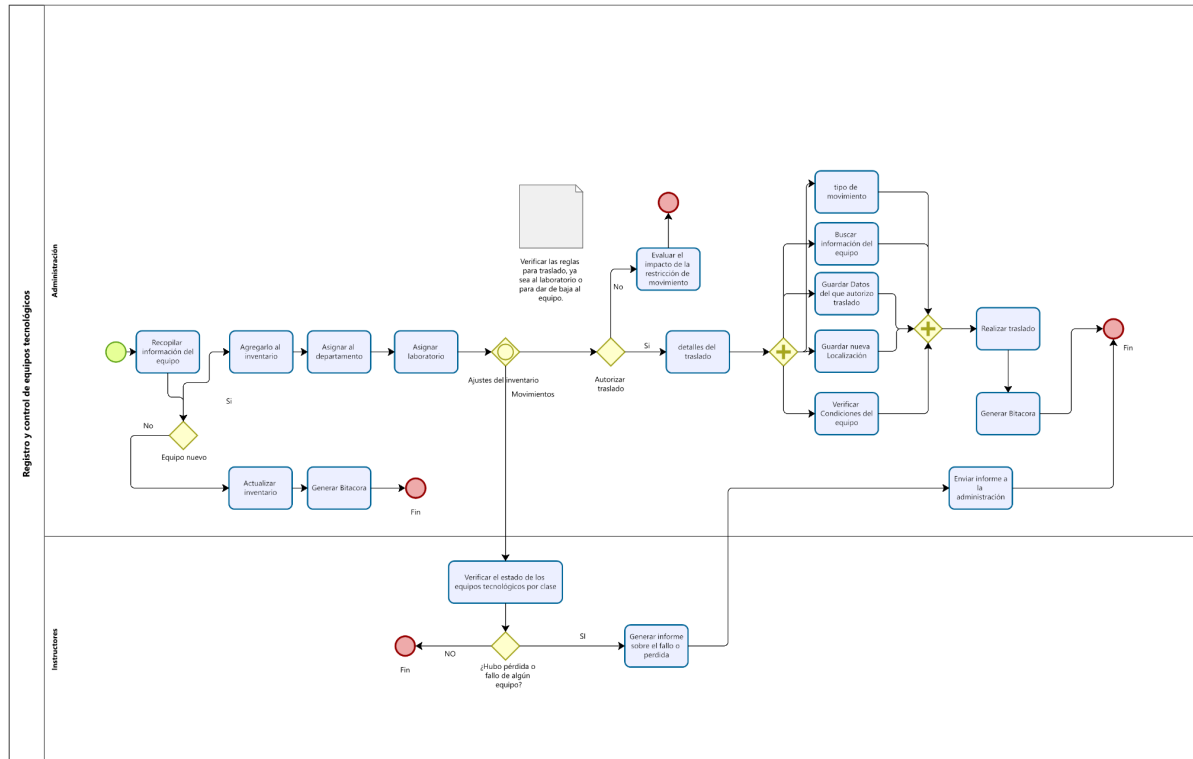 Registro y control de equipos tecnológicos
Administración
tipo de
movimiento
Buscar
información del
equipo
Verificar las reglas
para traslado, ya
sea al laboratorio o
para dar de baja al
equipo.
Evaluar el
impacto de la
restricción de
movimiento
No
Guardar Datos
del que autorizo
traslado
Recopilar
información del
equipo
Agregarlo al
inventario
Asignar al
departamento
Asignar
laboratorio
Ajustes del inventario
Movimientos
Autorizar
traslado
Si
detalles del
traslado
Guardar nueva
Localización
Realizar traslado
Fin
Si
No
Equipo nuevo
Verificar
Condiciones del
equipo
Generar Bitacora
Actualizar
inventario
Generar Bitacora
Fin
Enviar informe a
la
administración
Instructores
Verificar el estado de los
equipos tecnológicos por clase
Fin
NO
¿Hubo pérdida o
fallo de algún
equipo?
SI
Generar informe
sobre el fallo o
perdida